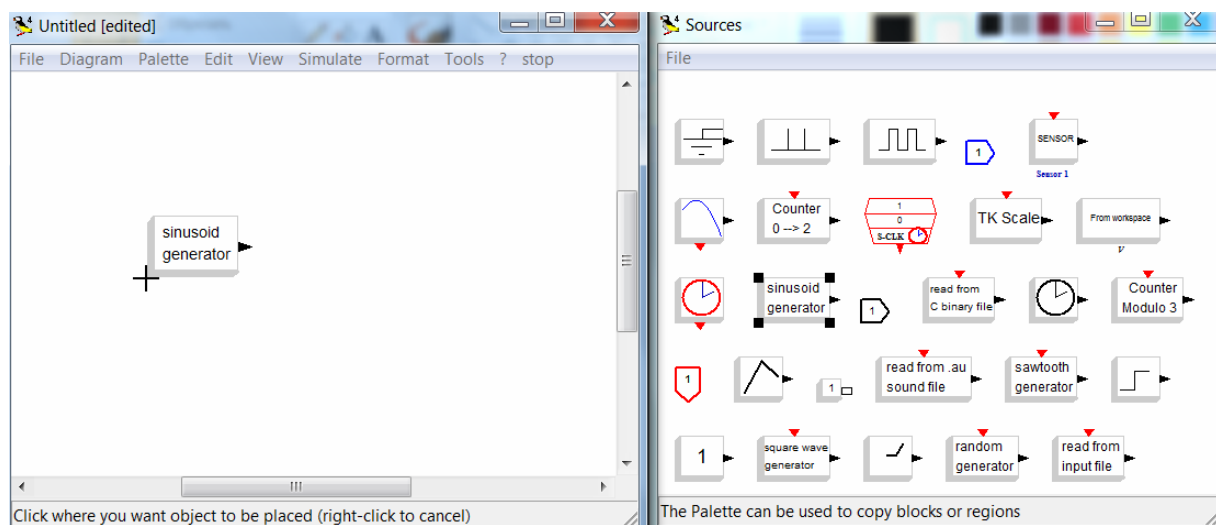 Untitled [edited]
File Diagram Palette Edit View Simulate Format Tools ? stop
sinusoid
generator
Click where you want object to be placed (right-click to cancel)
Sources
File
1
SENSOR
Sensor 1
Counter
0 --> 2
1
0
S-CLK
TK Scale
From workspace
V
sinusoid
generator
1
read from
C binary file
Counter
Modulo 3
1
1
read from .au
sound file
sawtooth
generator
1
square wave
generator
random
generator
read from
input file
The Palette can be used to copy blocks or regions